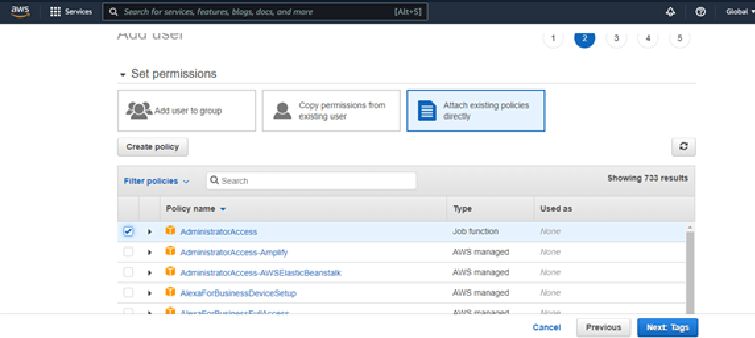 aws Services Search for services, features, blogs, docs, and more [Alt+S] Global
Add user 1 2 3 4 5
Set permissions
Add user to group
Copy permissions from
existing user
Attach existing policies
directly
Create policy
Filter policies Search Showing 733 results
Policy name Type Used as
AdministratorAccess Job function None
AdministratorAccess-Amplify AWS managed None
AdministratorAccess-AWSElasticBeanstalk AWS managed None
AlexaForBusinessDeviceSetup AWS managed None
AlexaForBusinessFullAccess AWS managed None
Cancel Previous Next: Tags